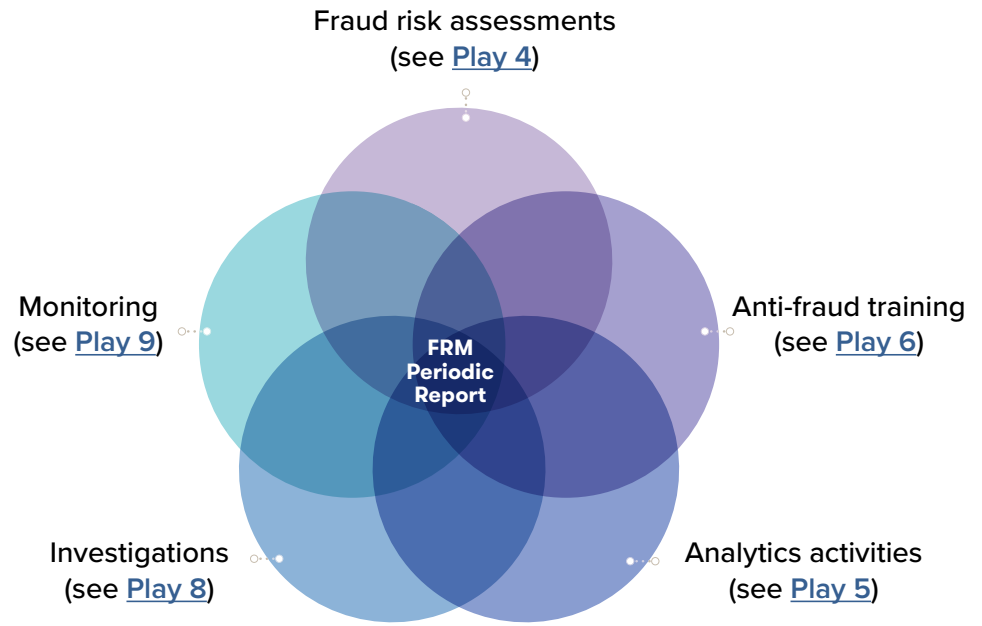 Fraud risk assessments
(see Play 4)
Monitoring
(see Play 9)
FRM
Periodic
Report
Anti-fraud training
(see Play 6)
Investigations
(see Play 8)
Analytics activities
(see Play 5)